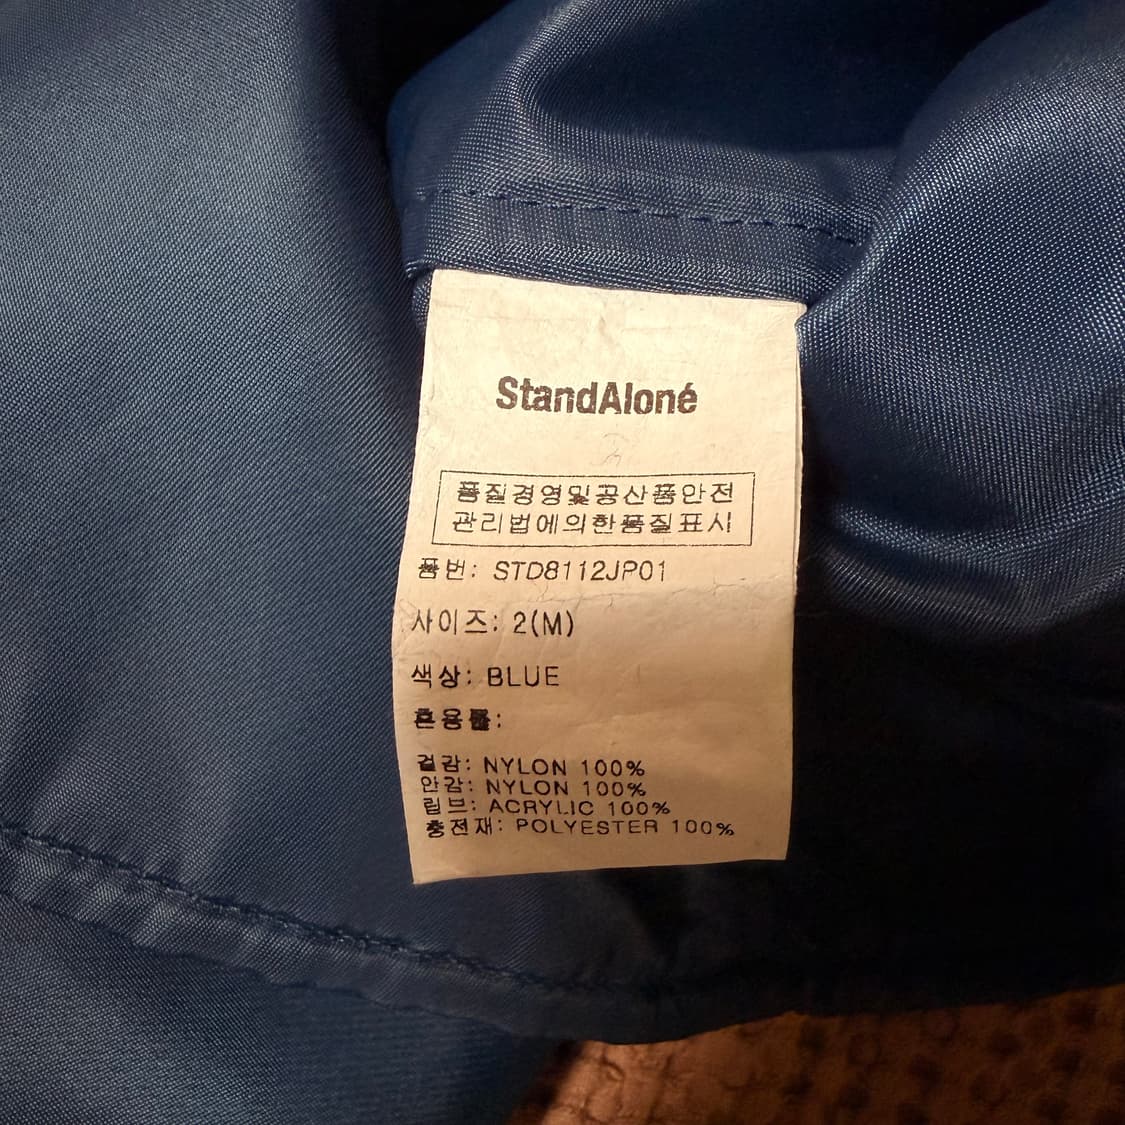 StandAloné
품질경영및공산품안전
관리법에의한품질표시
품번: STD8112JP01
사이즈: 2(M)
색상: BLUE
혼용률:
겉감: NYLON 100%
안감: NYLON 100%
립브: ACRYLIC 100%
충전재: POLYESTER 100%